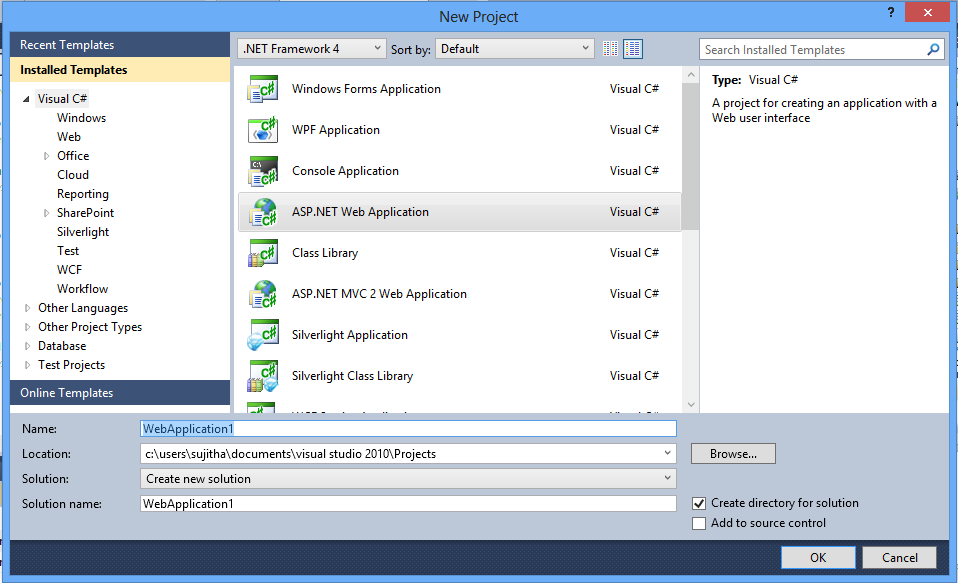 New Project
?
Recent Templates
.NET Framework 4
Sort by:
Default
Search Installed Templates
Installed Templates
Visual C#
Windows
Web
Office
Cloud
Reporting
SharePoint
Silverlight
Test
WCF
Workflow
Other Languages
Other Project Types
Database
Test Projects
Online Templates
Windows Forms Application Visual C#
WPF Application Visual C#
Console Application Visual C#
ASP.NET Web Application Visual C#
Class Library Visual C#
ASP.NET MVC 2 Web Application Visual C#
Silverlight Application Visual C#
Silverlight Class Library Visual C#
Type: Visual C#
A project for creating an application with a
Web user interface
Name: WebApplication1
Location: c:\users\sujitha\documents\visual studio 2010\Projects
Browse...
Solution: Create new solution
Solution name: WebApplication1
Create directory for solution
Add to source control
OK
Cancel